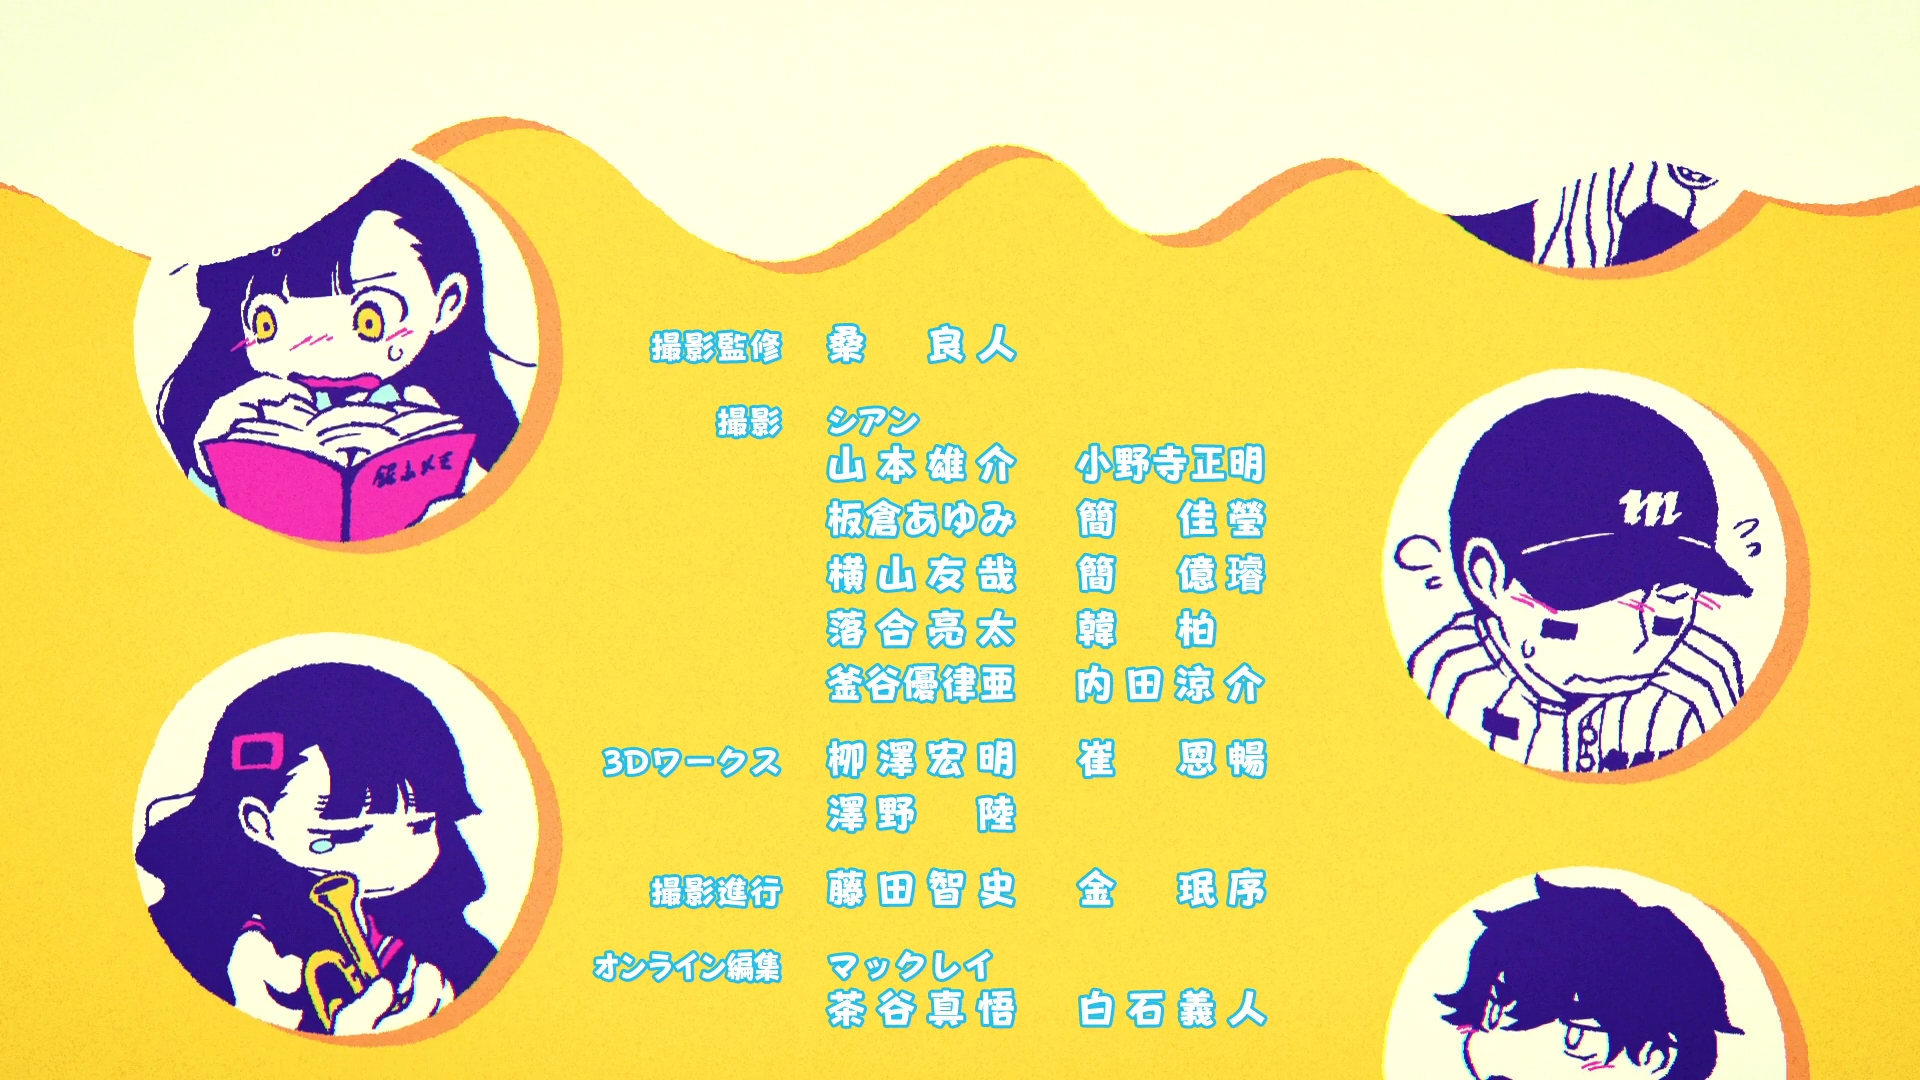 撮影監修 桑 良人
撮影 シアン
山本雄介 小野寺正明
板倉あゆみ 簡 佳瑩
横山友哉 簡 億璿
落合亮太 韓 柏
釜谷優律亜 内田涼介
3Dワークス 栁澤宏明 崔 恩暢
澤野 陸
撮影進行 藤田智史 金 珉序
オンライン編集 マックレイ
茶谷真悟 白石義人
m